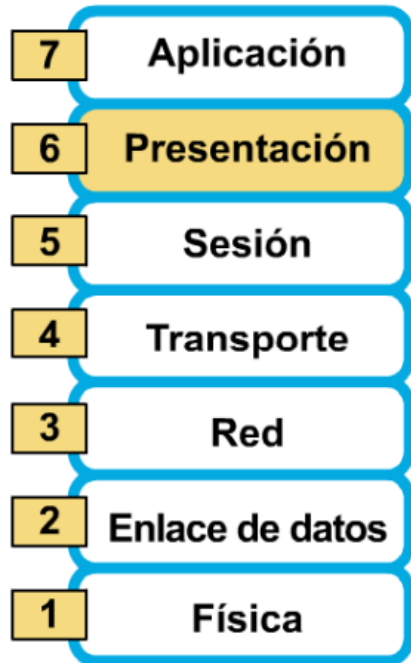 7 Aplicación
6 Presentación
5 Sesión
4 Transporte
3 Red
2 Enlace de datos
1 Física